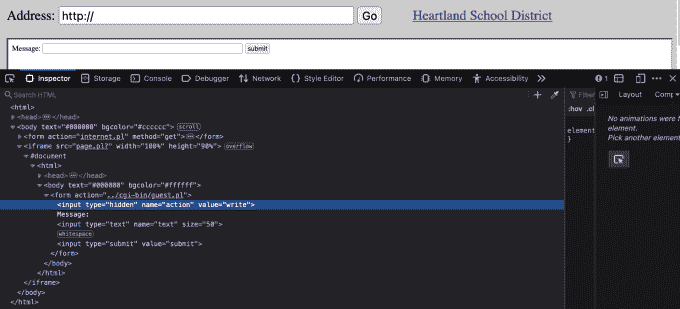 Address: http:// Go Heartland School District
Message: submit
Inspector Storage Console Debugger Network Style Editor Performance Memory Accessibility 1
Search HTML
<html>
<head></head>
<body text="#000000" bgcolor="#cccccc"> scroll
<form action="internet.pl" method="get"></form>
<iframe src="page.pl?" width="100%" height="90%"> overflow
#document
<html>
<head></head>
<body text="#000000" bgcolor="#ffffff">
<form action="../cgi-bin/guest.pl">
<input type="hidden" name="action" value="write">
Message:
<input type="text" name="text" size="50">
whitespace
<input type="submit" value="submit">
</form>
</body>
</html>
</iframe>
</body>
</html>
Filter
:hov
element
}
Layout Comp
No animations were f
element.
Pick another element